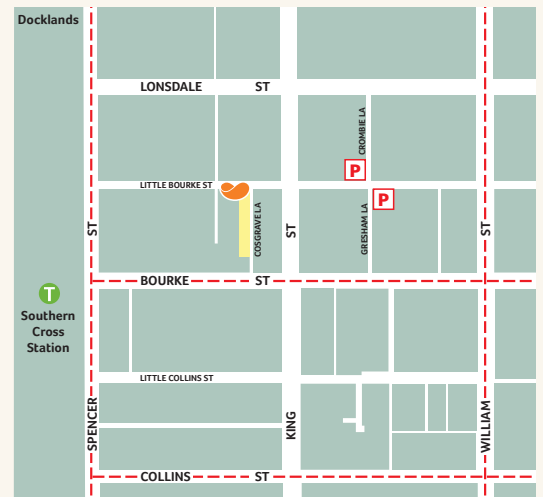 Docklands
LONSDALE ST
CROMBIE LA
P
LITTLE BOURKE ST
P
COSGRAVE LA
GRESHAM LA
ST
ST
ST
BOURKE ST
T
Southern
Cross
Station
LITTLE COLLINS ST
SPENCER
KING
WILLIAM
COLLINS ST